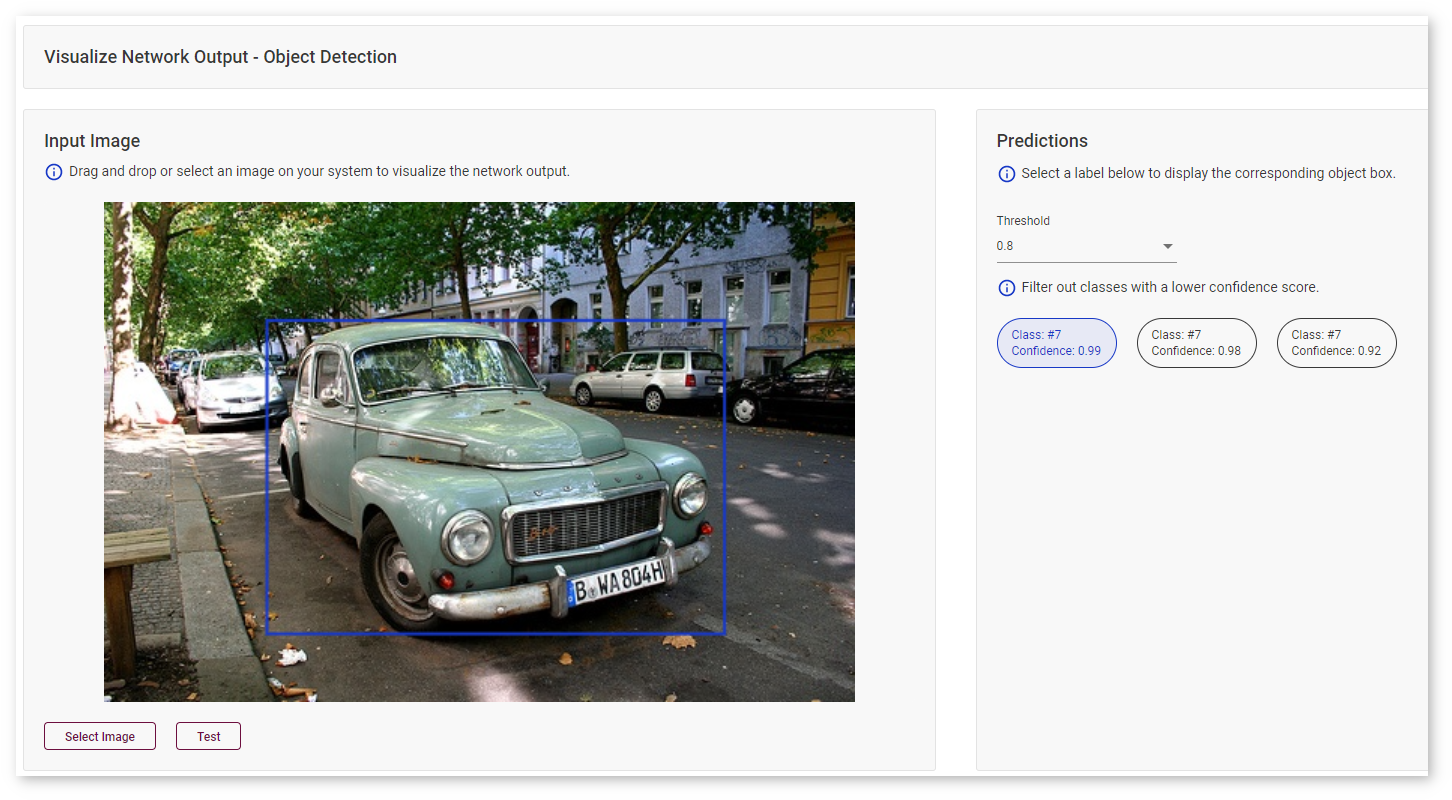 Visualize Network Output - Object Detection
Input Image
Drag and drop or select an image on your system to visualize the network output.
B WA 804H
Select Image
Test
Predictions
Select a label below to display the corresponding object box.
Threshold
0.8
Filter out classes with a lower confidence score.
Class: #7
Confidence: 0.99
Class: #7
Confidence: 0.98
Class: #7
Confidence: 0.92